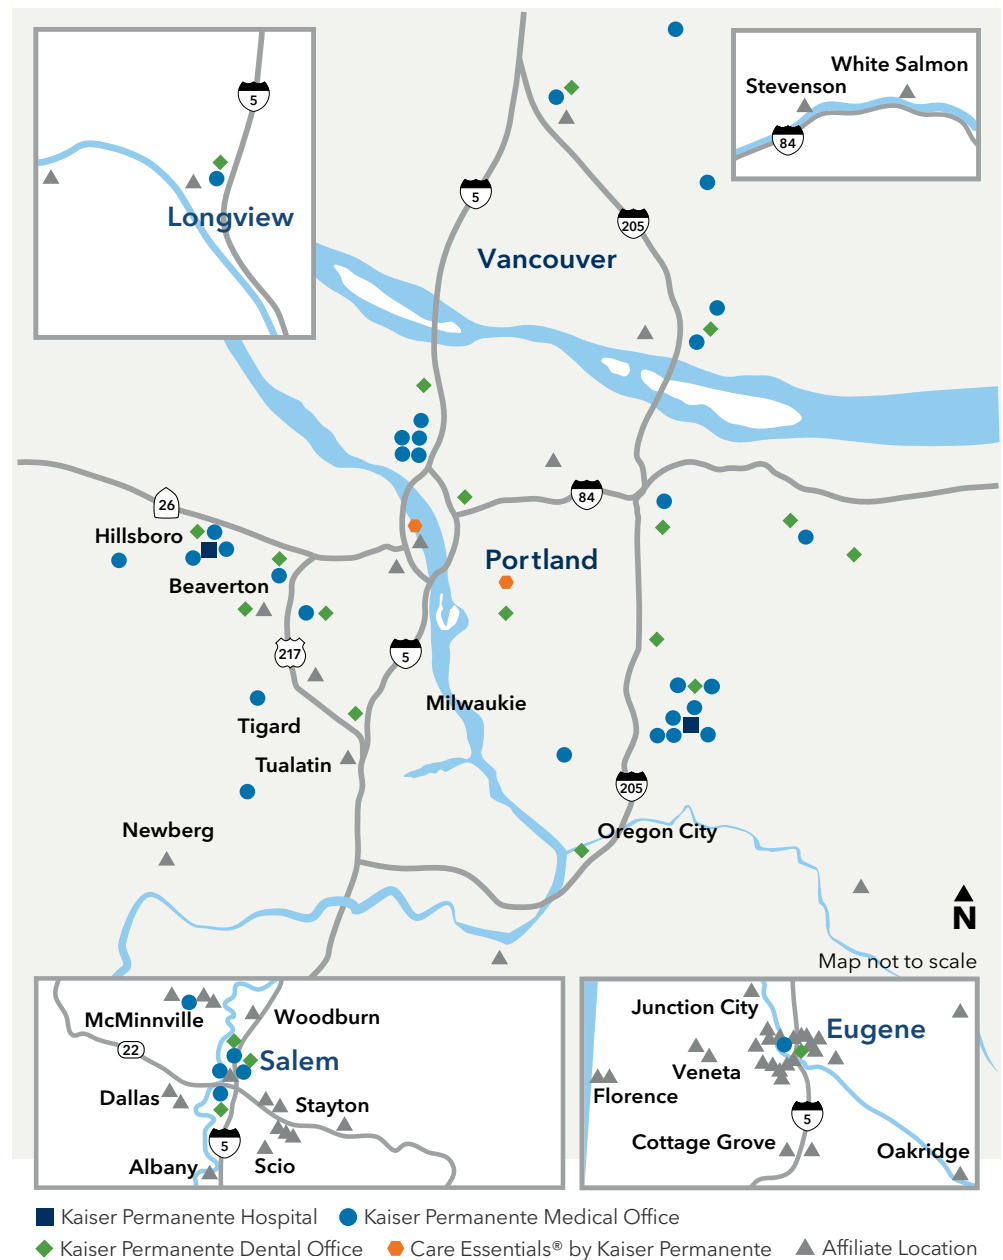 White Salmon
Stevenson
84
5
Longview
5
205
Vancouver
26
84
Hillsboro
Portland
Beaverton
217
5
Milwaukie
Tigard
Tualatin
205
Newberg
Oregon City
N
Map not to scale
McMinnville
Woodburn
22
Salem
Dallas
Stayton
5
Albany
Scio
Junction City
Eugene
Veneta
Florence
5
Cottage Grove
Oakridge
Kaiser Permanente Hospital
Kaiser Permanente Medical Office
Kaiser Permanente Dental Office
Care Essentials® by Kaiser Permanente
Affiliate Location